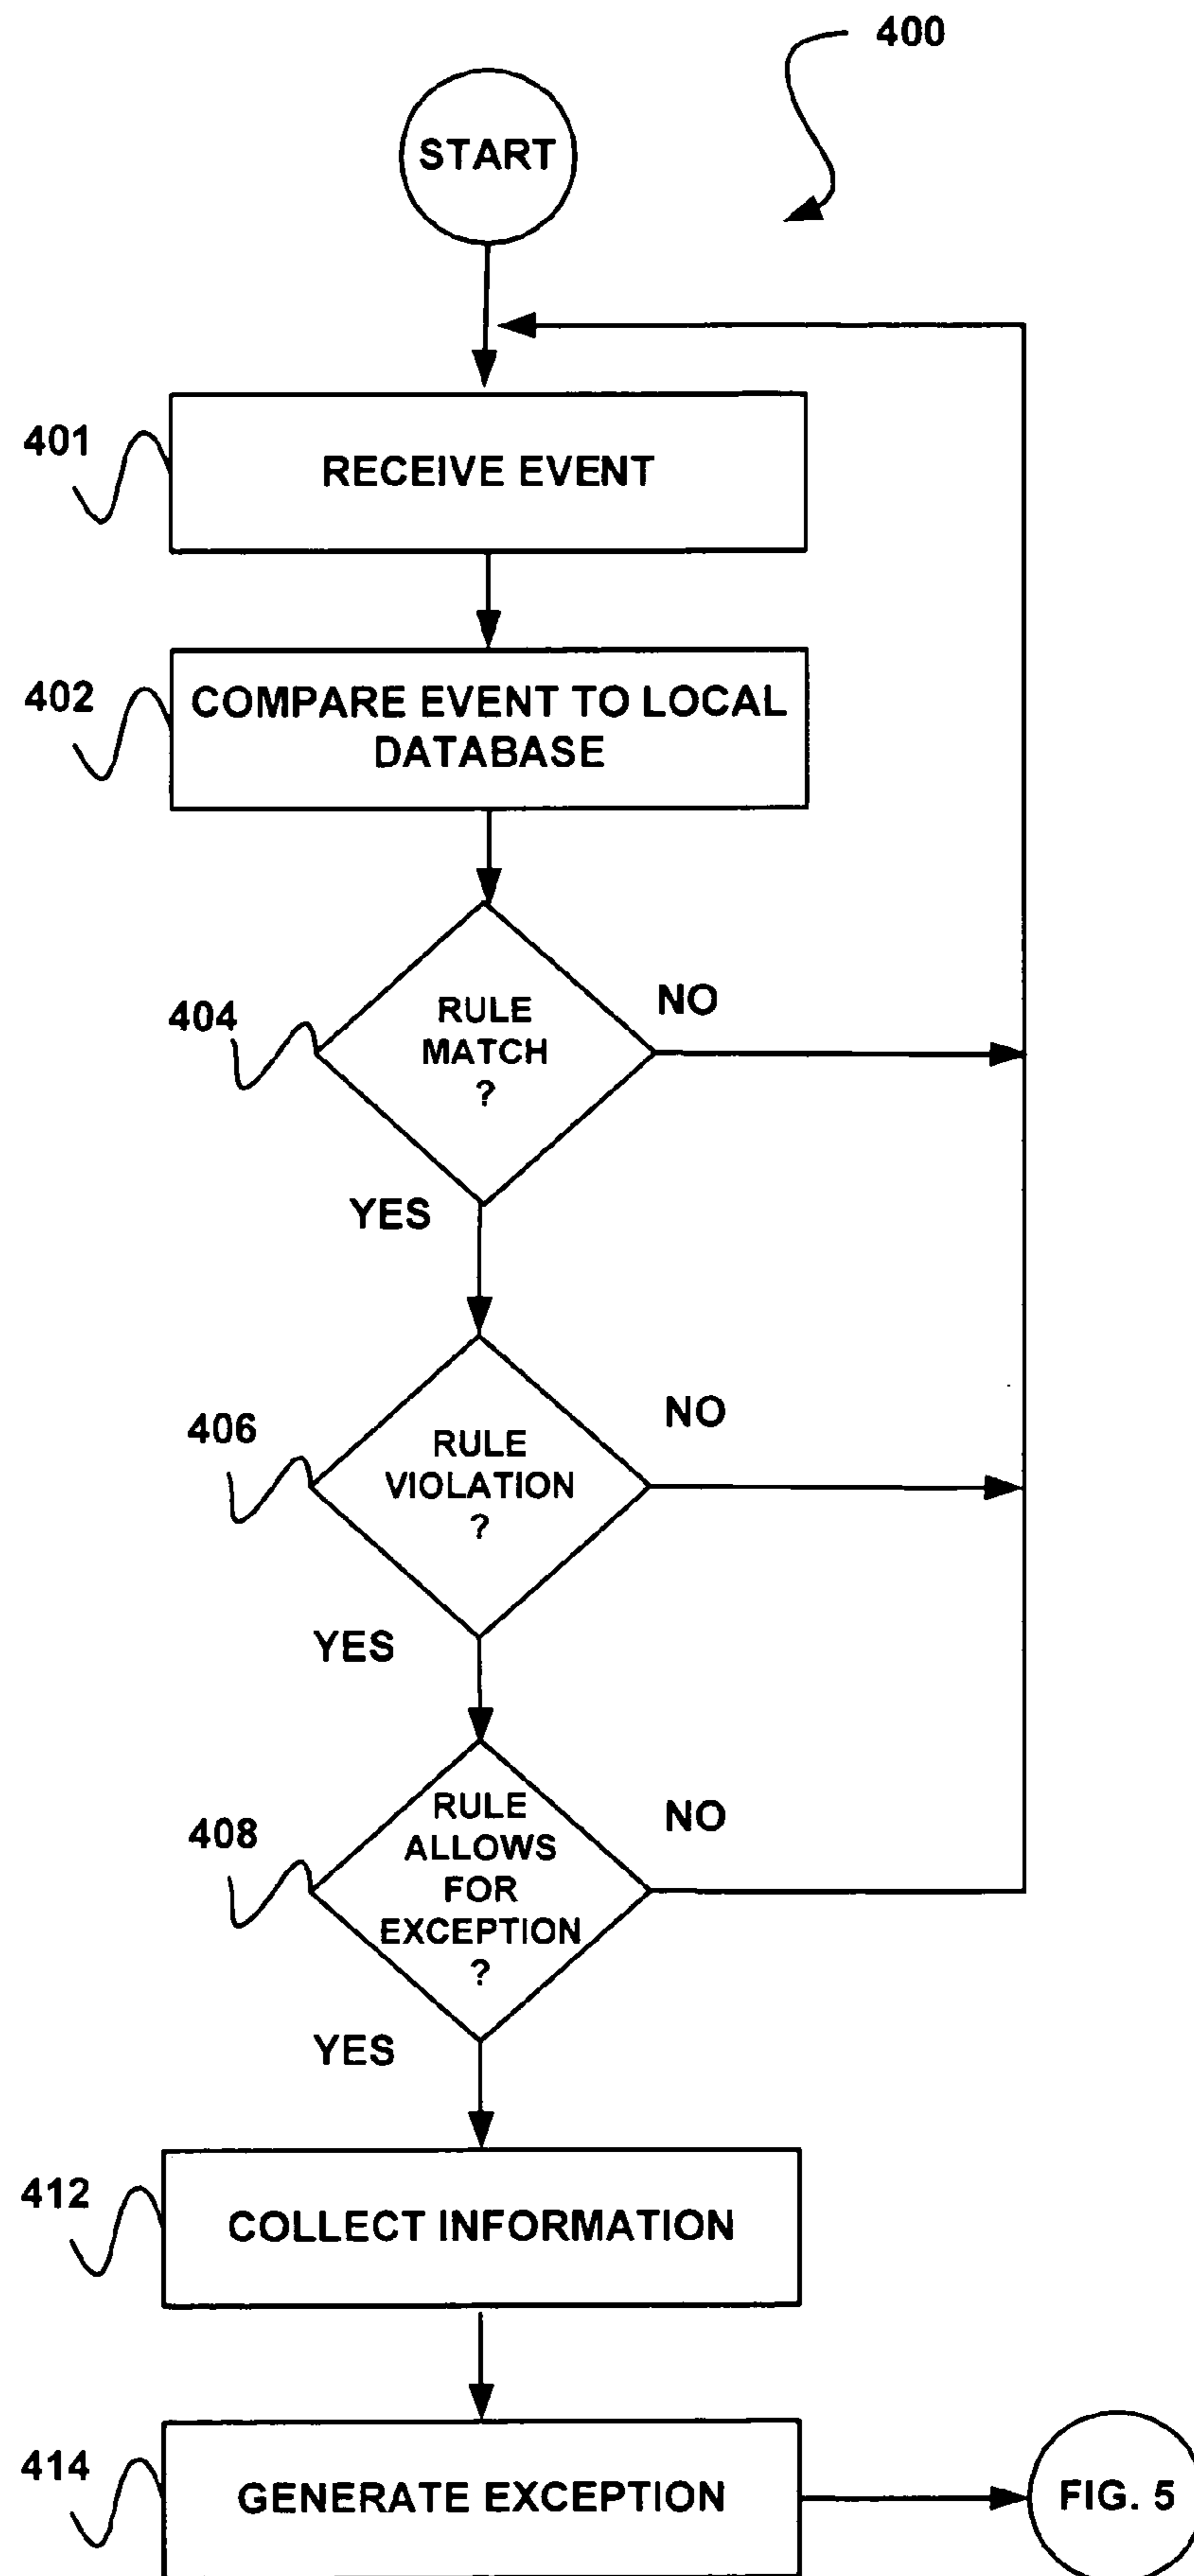 400
START
401
RECEIVE EVENT
402
COMPARE EVENT TO LOCAL
DATABASE
404
RULE
MATCH
?
NO
YES
406
RULE
VIOLATION
?
NO
YES
408
RULE
ALLOWS
FOR
EXCEPTION
?
NO
YES
412
COLLECT INFORMATION
414
GENERATE EXCEPTION
FIG. 5